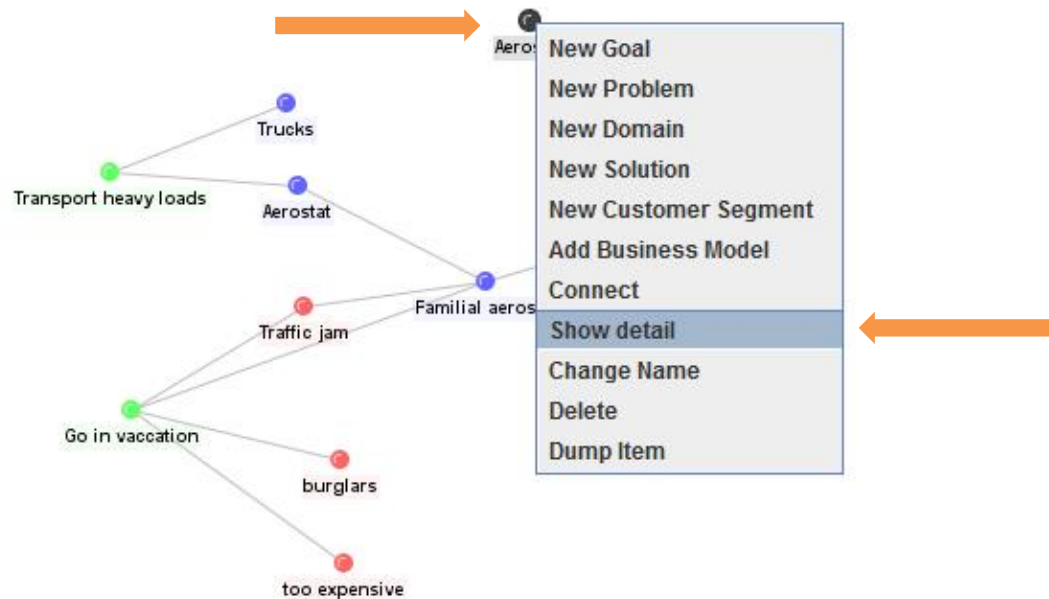 Aeros
New Goal
New Problem
New Domain
New Solution
New Customer Segment
Add Business Model
Connect
Show detail
Change Name
Delete
Dump Item
Trucks
Transport heavy loads
Aerostat
Familial aeros
Traffic jam
Go in vaccation
burglars
too expensive